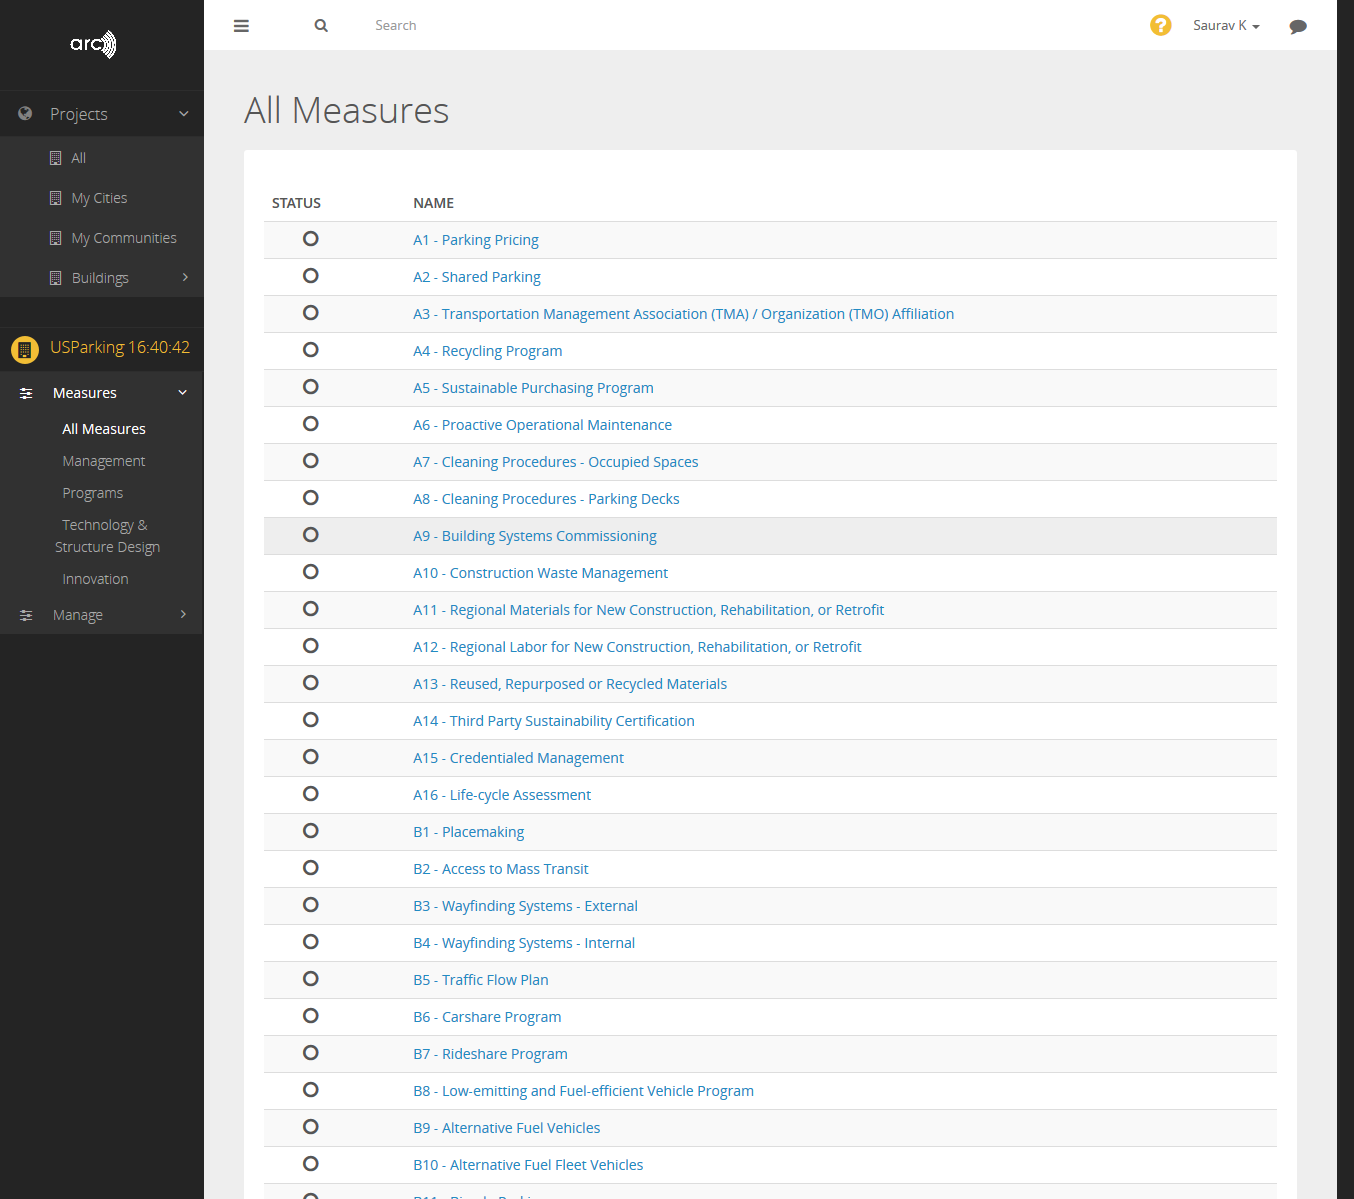 arc
Search
Saurav K
Projects
All
My Cities
My Communities
Buildings
USParking 16:40:42
Measures
All Measures
Management
Programs
Technology &
Structure Design
Innovation
Manage
All Measures
STATUS NAME
A1 - Parking Pricing
A2 - Shared Parking
A3 - Transportation Management Association (TMA) / Organization (TMO) Affiliation
A4 - Recycling Program
A5 - Sustainable Purchasing Program
A6 - Proactive Operational Maintenance
A7 - Cleaning Procedures - Occupied Spaces
A8 - Cleaning Procedures - Parking Decks
A9 - Building Systems Commissioning
A10 - Construction Waste Management
A11 - Regional Materials for New Construction, Rehabilitation, or Retrofit
A12 - Regional Labor for New Construction, Rehabilitation, or Retrofit
A13 - Reused, Repurposed or Recycled Materials
A14 - Third Party Sustainability Certification
A15 - Credentialed Management
A16 - Life-cycle Assessment
B1 - Placemaking
B2 - Access to Mass Transit
B3 - Wayfinding Systems - External
B4 - Wayfinding Systems - Internal
B5 - Traffic Flow Plan
B6 - Carshare Program
B7 - Rideshare Program
B8 - Low-emitting and Fuel-efficient Vehicle Program
B9 - Alternative Fuel Vehicles
B10 - Alternative Fuel Fleet Vehicles